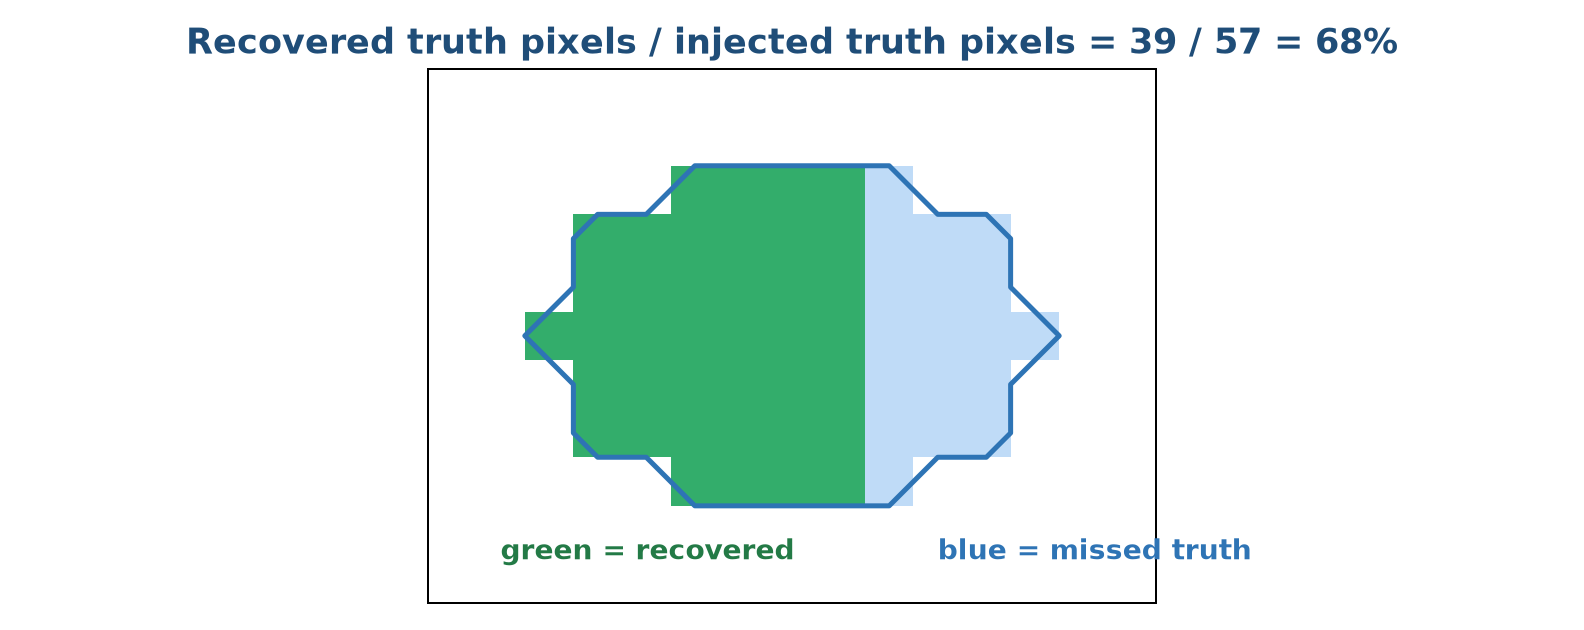 Recovered truth pixels / injected truth pixels = 39 / 57 = 68%
green = recovered
blue = missed truth